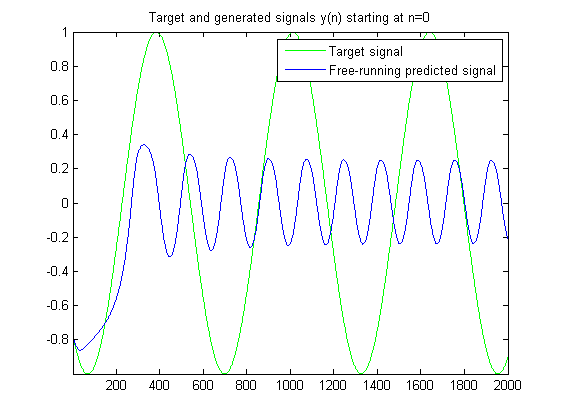 Target and generated signals y(n) starting at n=0
Target signal
Free-running predicted signal
1
0.8
0.6
0.4
0.2
0
-0.2
-0.4
-0.6
-0.8
200 400 600 800 1000 1200 1400 1600 1800 2000